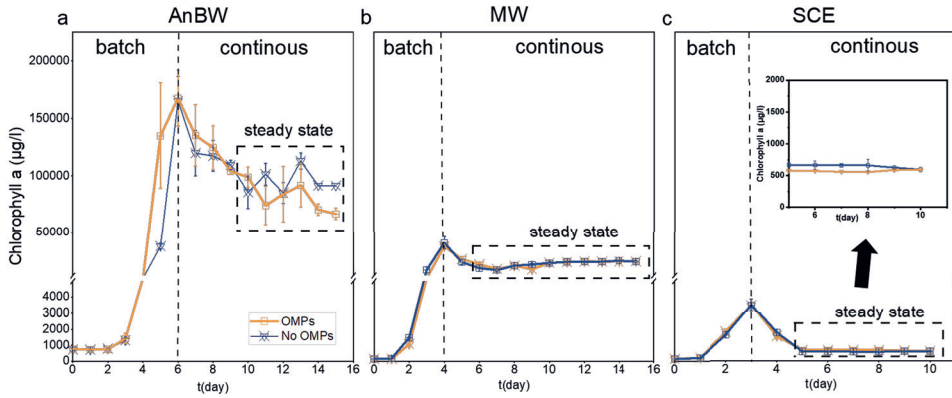 a AnBW
batch continous
steady state
Chlorophyll a (µg/l)
200000
150000
100000
50000
4000
3000
2000
1000
0
OMPs
No OMPs
0 2 4 6 8 10 12 14 16
t(day)
b MW
batch continous
steady state
0 2 4 6 8 10 12 14 16
t(day)
c SCE
batch continous
Chlorophyll a (µg/l)
2000
1500
1000
500
0
6 7 8 9 10
t(day)
steady state
0 2 4 6 8 10
t(day)